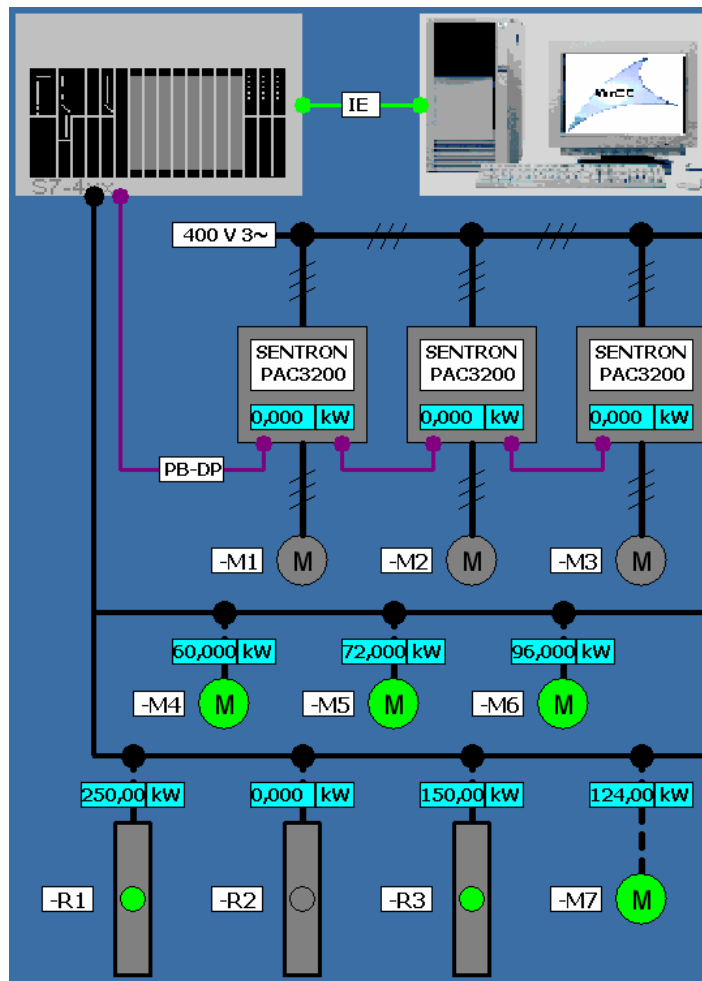 IE
WinCC
S7-4xx
400 V 3~
SENTRON PAC3200
SENTRON PAC3200
SENTRON PAC3200
0,000 kW
0,000 kW
0,000 kW
PB-DP
-M1 M
-M2 M
-M3 M
60,000 kW
72,000 kW
96,000 kW
-M4 M
-M5 M
-M6 M
250,00 kW
0,000 kW
150,00 kW
124,00 kW
-R1
-R2
-R3
-M7 M